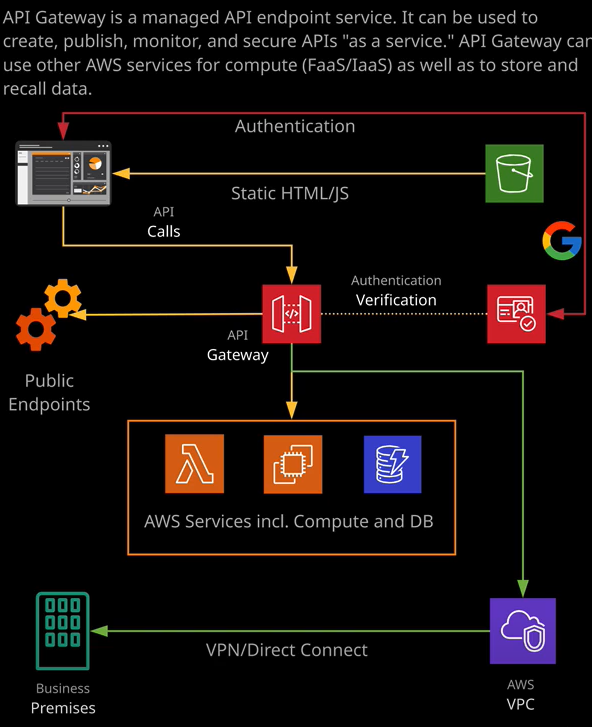 API Gateway is a managed API endpoint service. It can be used to
create, publish, monitor, and secure APIs "as a service." API Gateway can
use other AWS services for compute (FaaS/IaaS) as well as to store and
recall data.
Authentication
Static HTML/JS
API
Calls
Authentication
Verification
API
Gateway
Public
Endpoints
AWS Services incl. Compute and DB
VPN/Direct Connect
Business
Premises
AWS
VPC